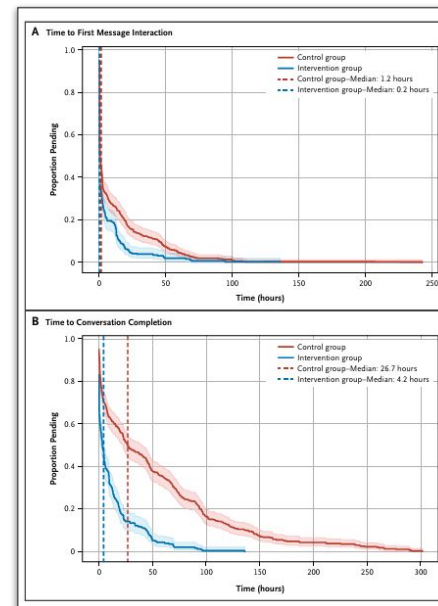 A Time to First Message Interaction
1.0
0.8
0.6
0.4
0.2
0
Proportion Pending
Control group
Intervention group
Control group–Median: 1.2 hours
Intervention group–Median: 0.2 hours
0 50 100 150 200 250
Time (hours)
B Time to Conversation Completion
1.0
0.8
0.6
0.4
0.2
0
Proportion Pending
Control group
Intervention group
Control group–Median: 26.7 hours
Intervention group–Median: 4.2 hours
0 50 100 150 200 250 300
Time (hours)